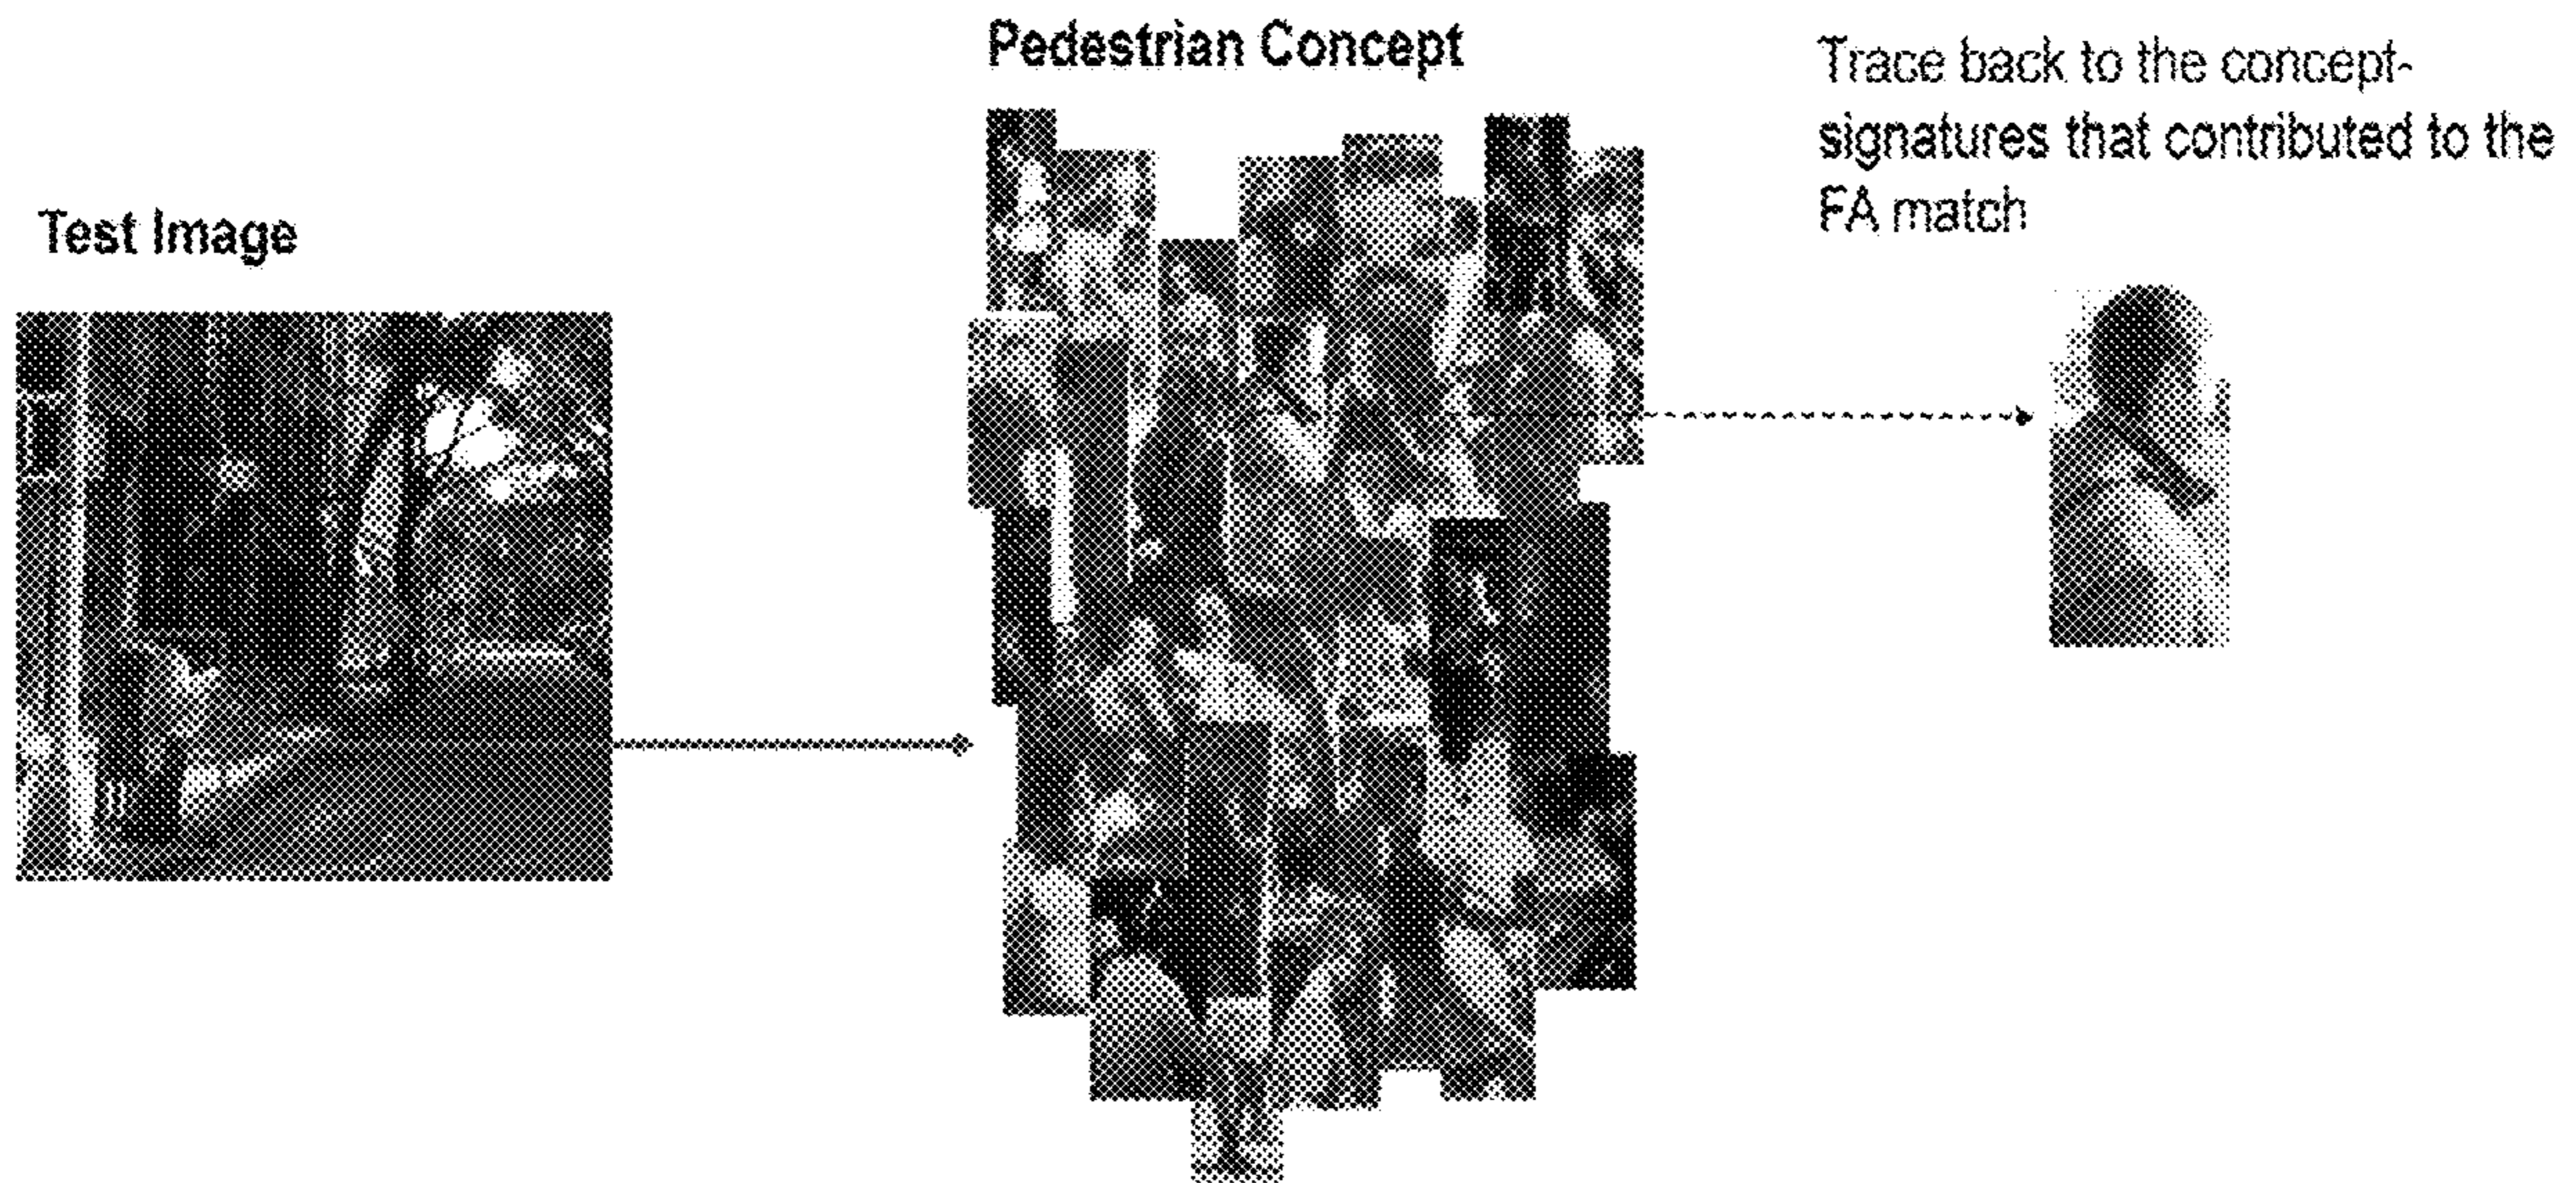 Pedestrian Concept
Trace back to the concept-
signatures that contributed to the
FA match
Test Image